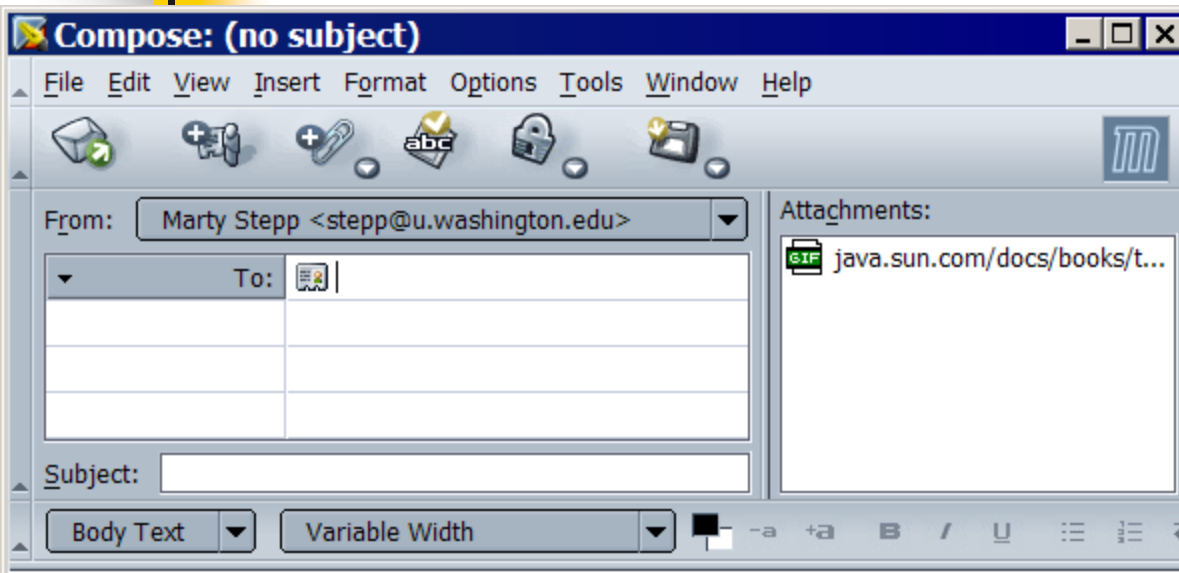 Compose: (no subject)
File Edit View Insert Format Options Tools Window Help
abc
m
From: Marty Stepp <stepp@u.washington.edu>
Attachments:
To:
GIF java.sun.com/docs/books/t...
Subject:
Body Text Variable Width -a +a B I U